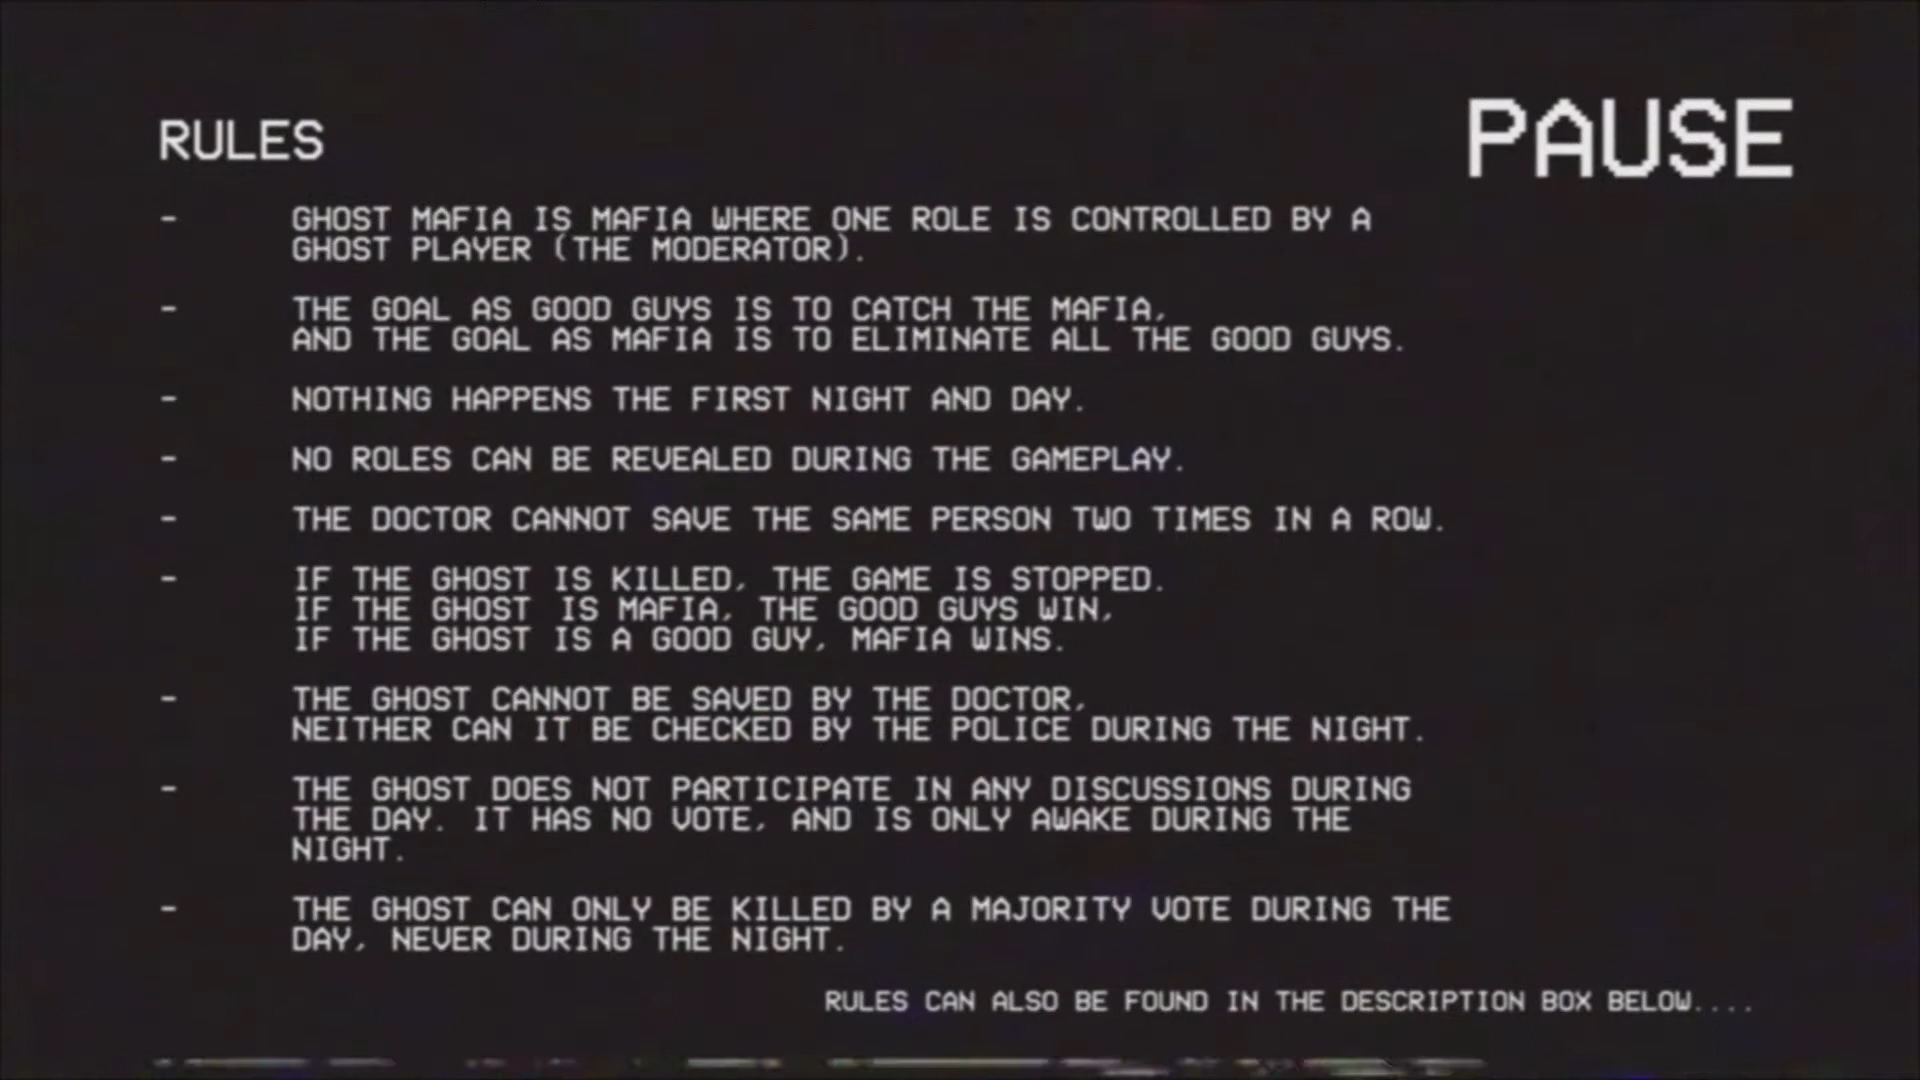 RULES
PAUSE
- GHOST MAFIA IS MAFIA WHERE ONE ROLE IS CONTROLLED BY A
GHOST PLAYER (THE MODERATOR).
- THE GOAL AS GOOD GUYS IS TO CATCH THE MAFIA,
AND THE GOAL AS MAFIA IS TO ELIMINATE ALL THE GOOD GUYS.
- NOTHING HAPPENS THE FIRST NIGHT AND DAY.
- NO ROLES CAN BE REVEALED DURING THE GAMEPLAY.
- THE DOCTOR CANNOT SAVE THE SAME PERSON TWO TIMES IN A ROW.
- IF THE GHOST IS KILLED, THE GAME IS STOPPED.
IF THE GHOST IS MAFIA, THE GOOD GUYS WIN,
IF THE GHOST IS A GOOD GUY, MAFIA WINS.
- THE GHOST CANNOT BE SAVED BY THE DOCTOR,
NEITHER CAN IT BE CHECKED BY THE POLICE DURING THE NIGHT.
- THE GHOST DOES NOT PARTICIPATE IN ANY DISCUSSIONS DURING
THE DAY. IT HAS NO VOTE, AND IS ONLY AWAKE DURING THE
NIGHT.
- THE GHOST CAN ONLY BE KILLED BY A MAJORITY VOTE DURING THE
DAY, NEVER DURING THE NIGHT.
RULES CAN ALSO BE FOUND IN THE DESCRIPTION BOX BELOW....